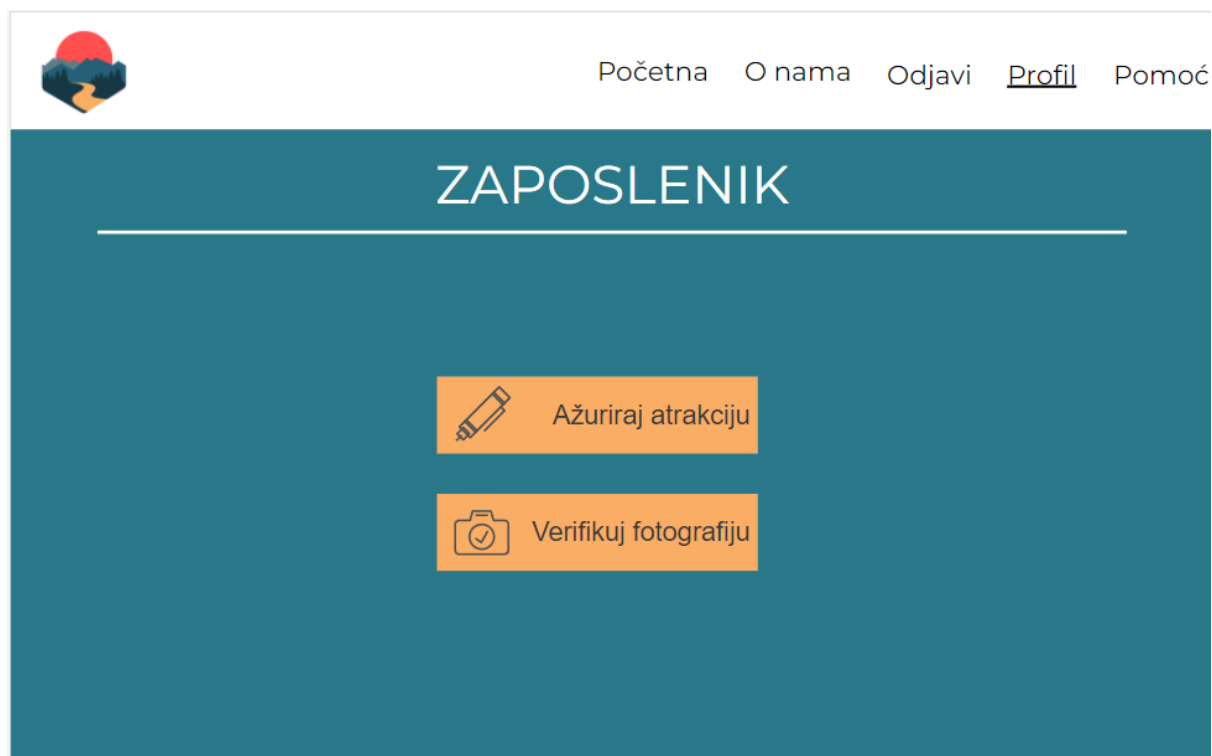 Početna O nama Odjavi Profil Pomoć
ZAPOSLENIK
Ažuriraj atrakciju
Verifikuj fotografiju